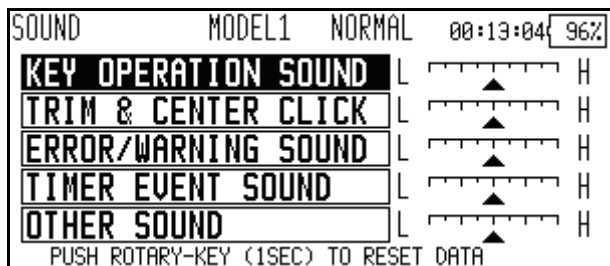 SOUND MODEL1 NORMAL 00:13:04 96%
KEY OPERATION SOUND L H
TRIM & CENTER CLICK L H
ERROR/WARNING SOUND L H
TIMER EVENT SOUND L H
OTHER SOUND L H
PUSH ROTARY-KEY (1SEC) TO RESET DATA